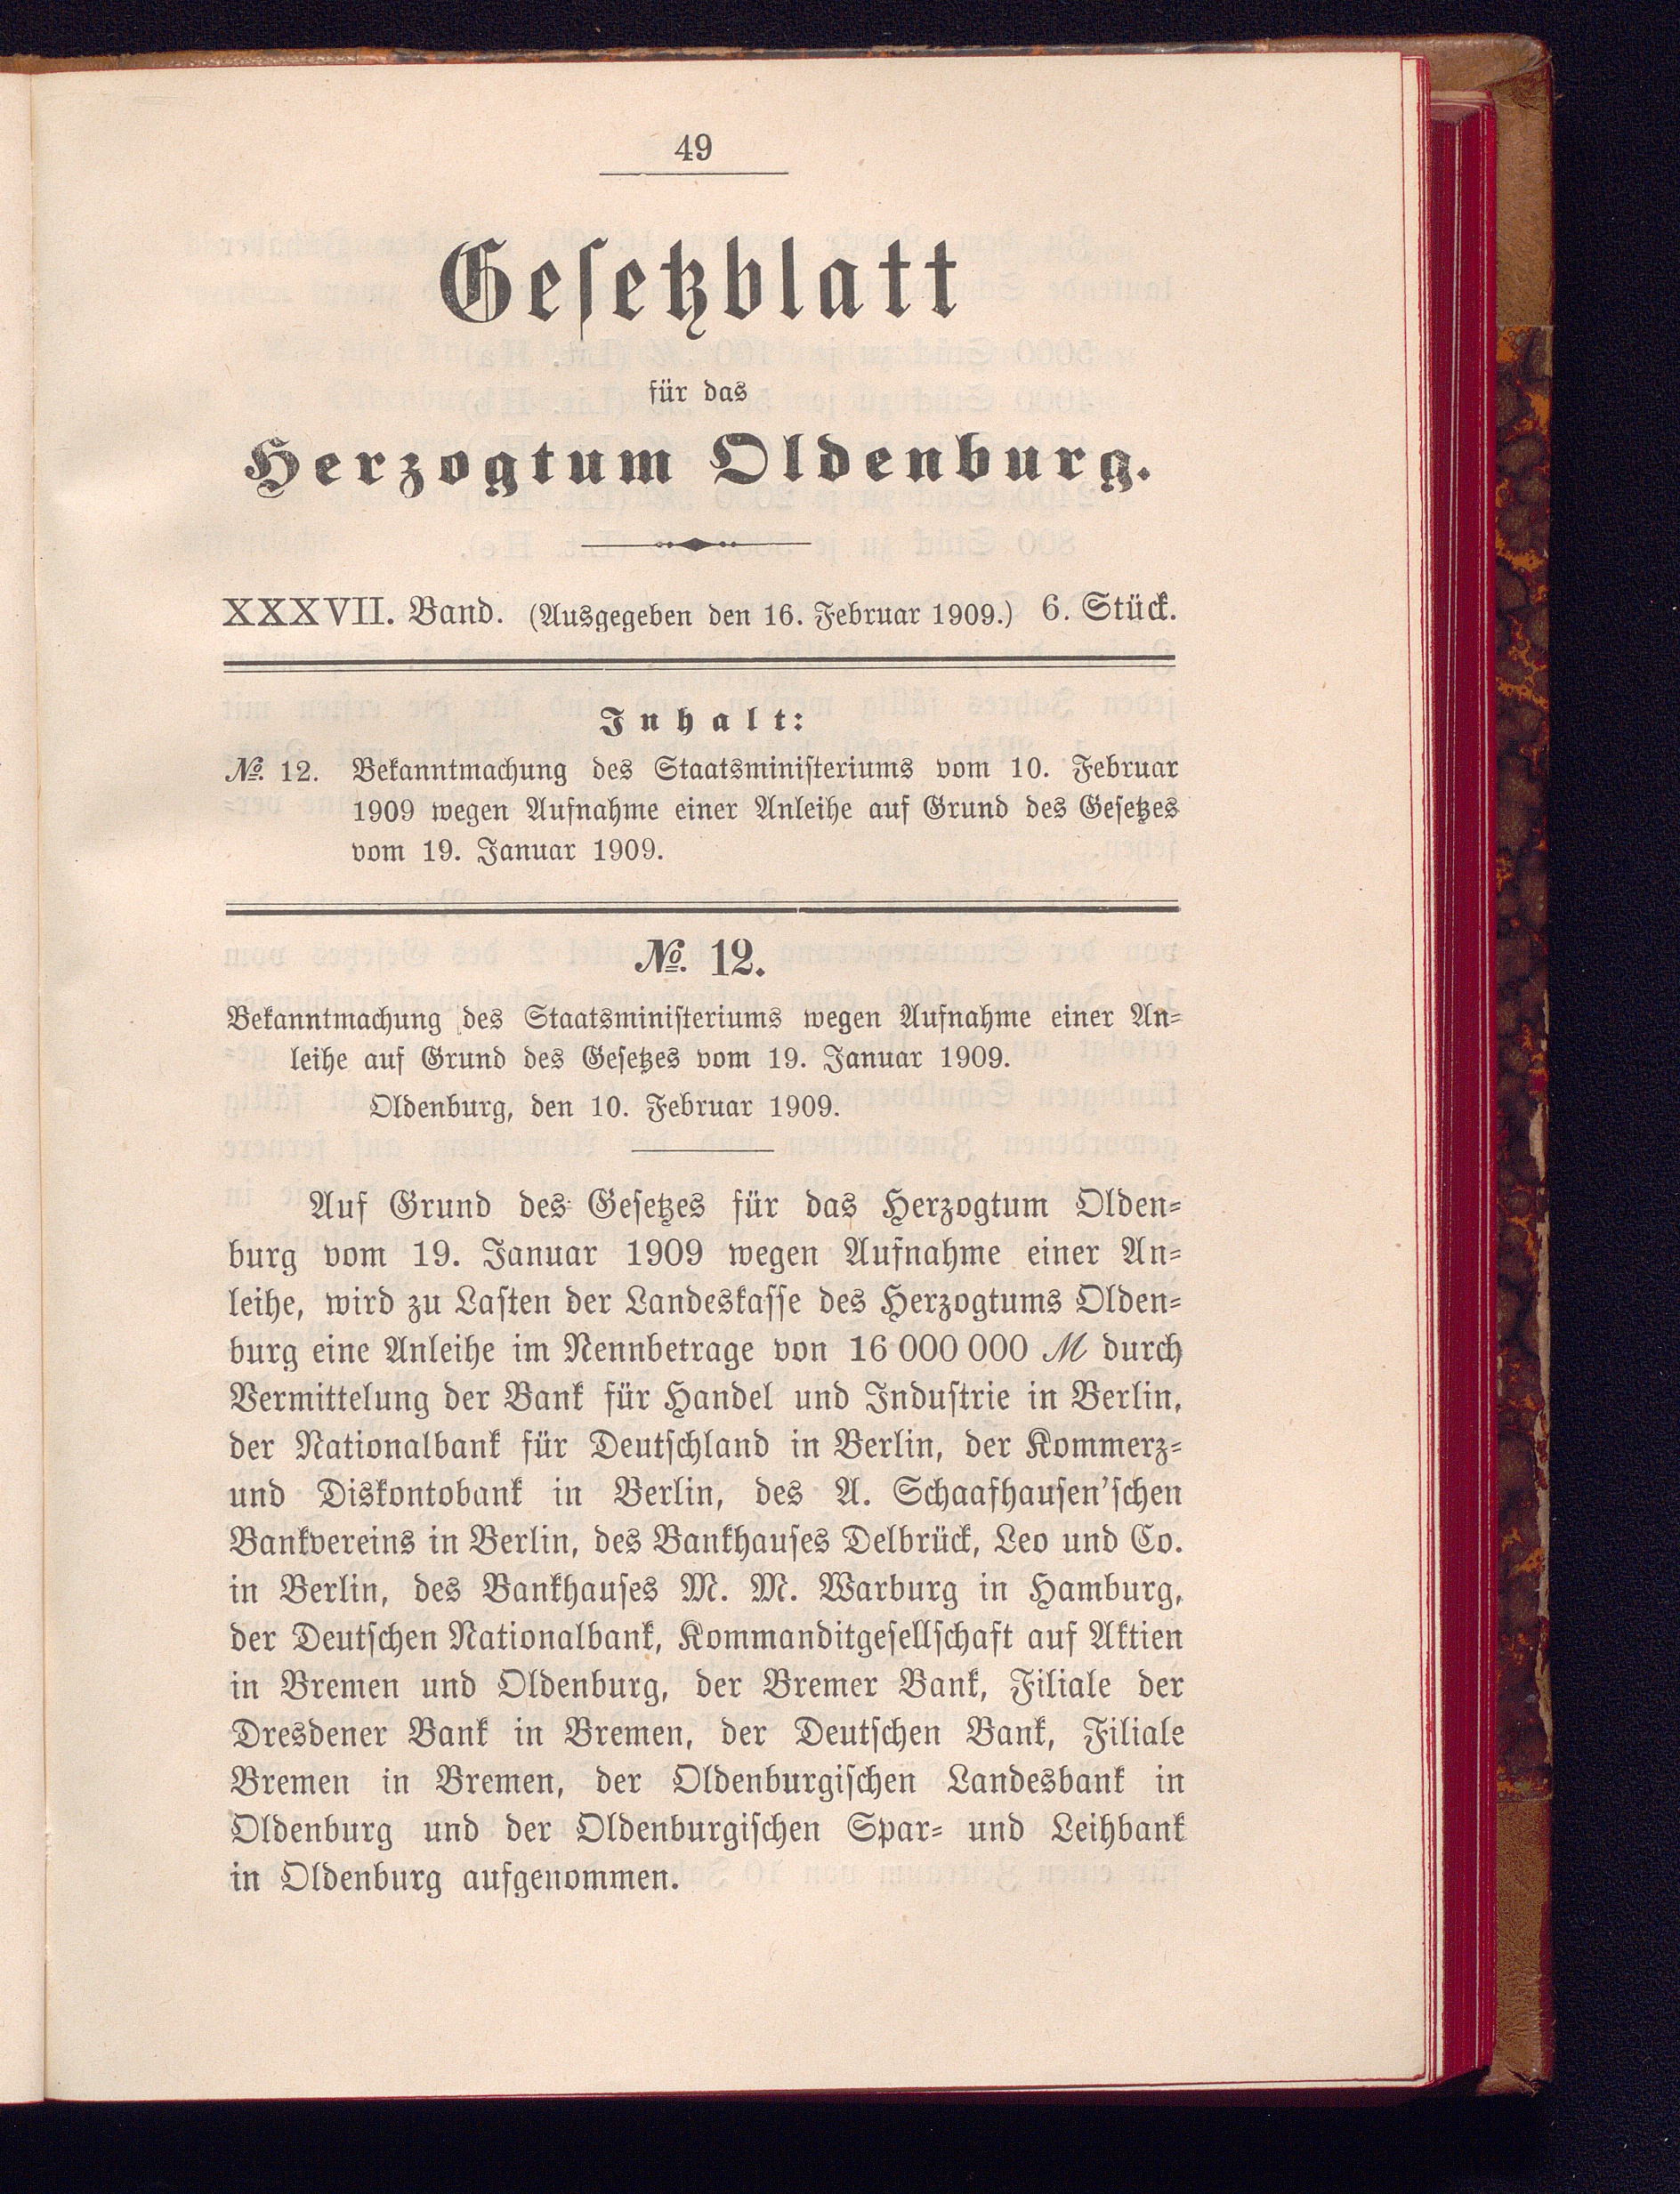 49
Gesetzblatt
für das
Herzogtum Oldenburg.
XXXVII. Band. (Ausgegeben den 16. Februar 1909.) 6. Stück.
Inhalt:
№. 12. Bekanntmachung des Staatsministeriums vom 10. Februar
1909 wegen Aufnahme einer Anleihe auf Grund des Gesetzes
vom 19. Januar 1909.
№. 12.
Bekanntmachung des Staatsministeriums wegen Aufnahme einer An=
leihe auf Grund des Gesetzes vom 19. Januar 1909.
Oldenburg, den 10. Februar 1909.
Auf Grund des Gesetzes für das Herzogtum Olden=
burg vom 19. Januar 1909 wegen Aufnahme einer An=
leihe, wird zu Lasten der Landeskasse des Herzogtums Olden=
burg eine Anleihe im Nennbetrage von 16 000 000 ℳ durch
Vermittelung der Bank für Handel und Industrie in Berlin,
der Nationalbank für Deutschland in Berlin, der Kommerz=
und Diskontobank in Berlin, des A. Schaafhausen'schen
Bankvereins in Berlin, des Bankhauses Delbrück, Leo und Co.
in Berlin, des Bankhauses M. M. Warburg in Hamburg,
der Deutschen Nationalbank, Kommanditgesellschaft auf Aktien
in Bremen und Oldenburg, der Bremer Bank, Filiale der
Dresdener Bank in Bremen, der Deutschen Bank, Filiale
Bremen in Bremen, der Oldenburgischen Landesbank in
Oldenburg und der Oldenburgischen Spar= und Leihbank
in Oldenburg aufgenommen.